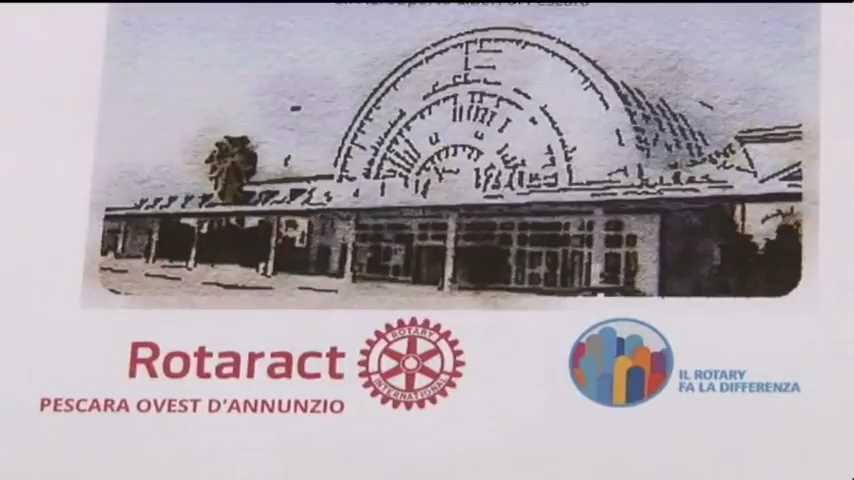 Rotaract
PESCARA OVEST D'ANNUNZIO
ROTARY
INTERNATIONAL
IL ROTARY
FA LA DIFFERENZA